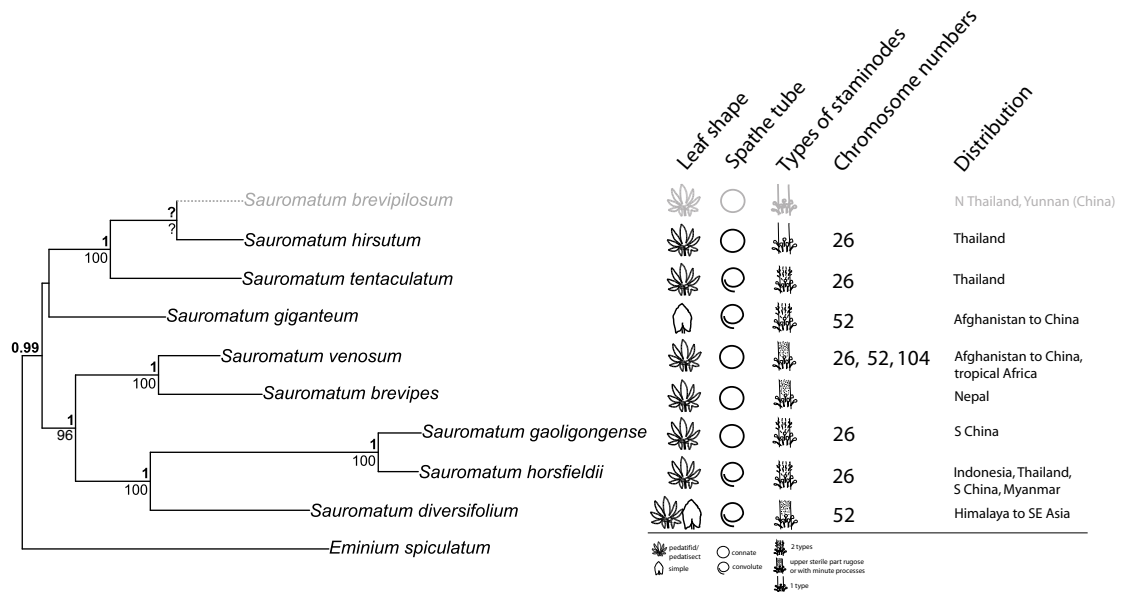 Leaf shape
Spathe tube
Types of staminodes
Chromosome numbers
Distribution
Sauromatum brevipilosum
N Thailand, Yunnan (China)
?
?
Sauromatum hirsutum
26
Thailand
1
100
Sauromatum tentaculatum
26
Thailand
Sauromatum giganteum
52
Afghanistan to China
0.99
Sauromatum venosum
26, 52, 104
Afghanistan to China,
tropical Africa
1
100
Sauromatum brevipes
Nepal
1
96
Sauromatum gaoligongense
26
S China
1
100
Sauromatum horsfieldii
26
Indonesia, Thailand,
S China, Myanmar
1
100
Sauromatum diversifolium
52
Himalaya to SE Asia
Eminium spiculatum
pedatifid/
pedatisect
simple
connate
convolute
2 types
upper sterile part rugose
or with minute processes
1 type